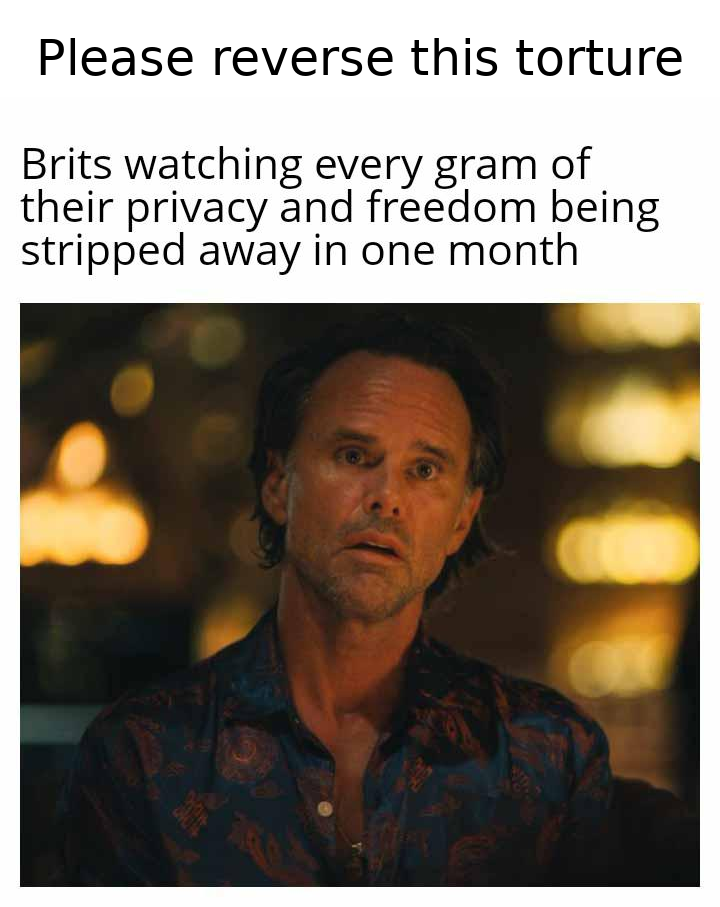 Please reverse this torture
Brits watching every gram of
their privacy and freedom being
stripped away in one month